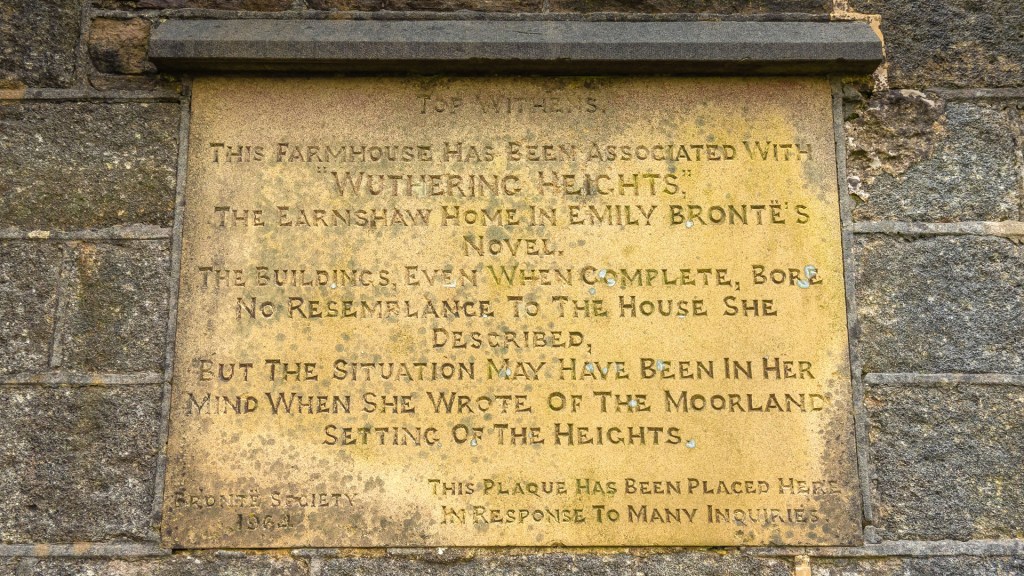 TOP WITHENS.
THIS FARMHOUSE HAS BEEN ASSOCIATED WITH
"WUTHERING HEIGHTS",
THE EARNSHAW HOME IN EMILY BRONTË'S
NOVEL.
THE BUILDINGS, EVEN WHEN COMPLETE, BORE
NO RESEMBLANCE TO THE HOUSE SHE
DESCRIBED,
BUT THE SITUATION MAY HAVE BEEN IN HER
MIND WHEN SHE WROTE OF THE MOORLAND
SETTING OF THE HEIGHTS.
BRONTË SOCIETY
1964.
THIS PLAQUE HAS BEEN PLACED HERE
IN RESPONSE TO MANY INQUIRIES.